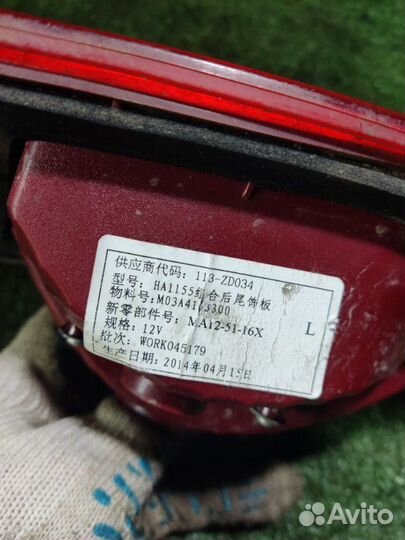 供应商代码: 113-ZD034
型号: HA1155组合后尾饰板
物料号: M03A4175300
新零部件号: MA12-51-16X
规格: 12V
批次: WORK045179
生产日期: 2014年04月15日
L
Avito